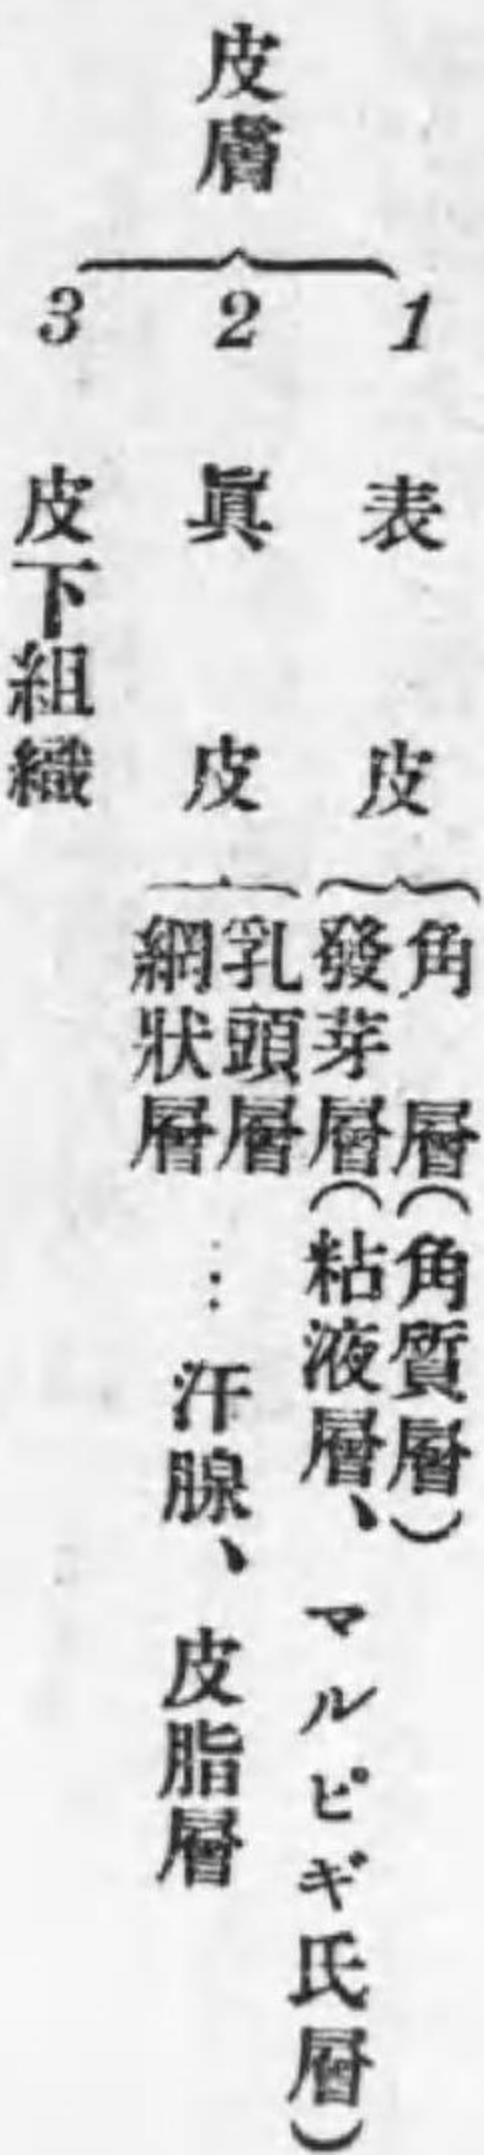 皮膚
1 表皮
角層(角質層)
發芽層(粘液層、マルピギ氏層)
2 眞皮
乳頭層
網狀層
…汗腺、皮脂層
3 皮下組織